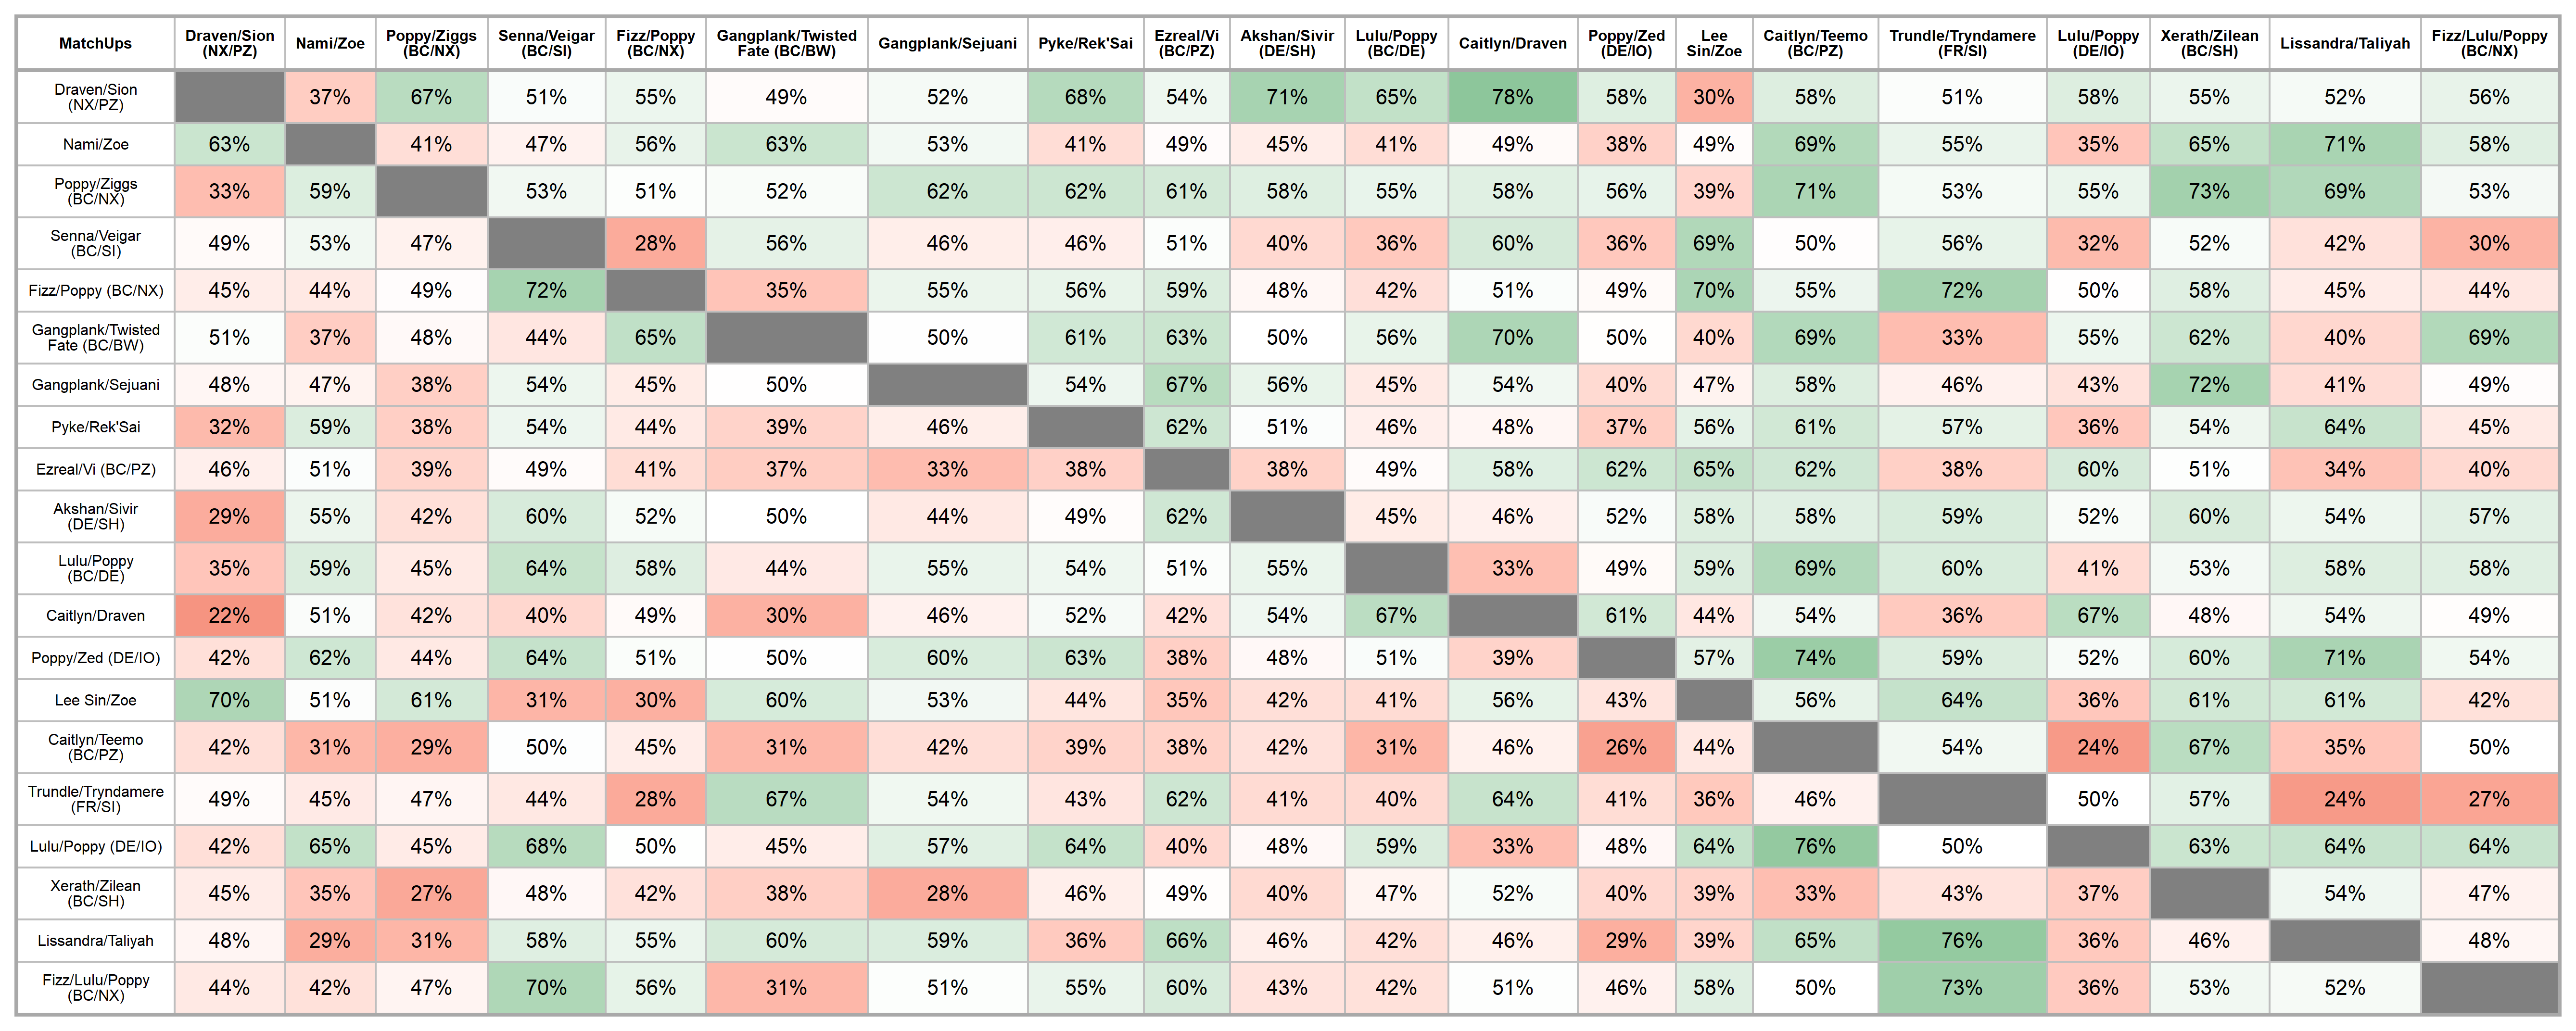 MatchUps Draven/Sion (NX/PZ) Nami/Zoe Poppy/Ziggs (BC/NX) Senna/Veigar (BC/SI) Fizz/Poppy (BC/NX) Gangplank/Twisted Fate (BC/BW) Gangplank/Sejuani Pyke/Rek'Sai Ezreal/Vi (BC/PZ) Akshan/Sivir (DE/SH) Lulu/Poppy (BC/DE) Caitlyn/Draven Poppy/Zed (DE/IO) Lee Sin/Zoe Caitlyn/Teemo (BC/PZ) Trundle/Tryndamere (FR/SI) Lulu/Poppy (DE/IO) Xerath/Zilean (BC/SH) Lissandra/Taliyah Fizz/Lulu/Poppy (BC/NX)
Draven/Sion (NX/PZ) 37% 67% 51% 55% 49% 52% 68% 54% 71% 65% 78% 58% 30% 58% 51% 58% 55% 52% 56%
Nami/Zoe 63% 41% 47% 56% 63% 53% 41% 49% 45% 41% 49% 38% 49% 69% 55% 35% 65% 71% 58%
Poppy/Ziggs (BC/NX) 33% 59% 53% 51% 52% 62% 62% 61% 58% 55% 58% 56% 39% 71% 53% 55% 73% 69% 53%
Senna/Veigar (BC/SI) 49% 53% 47% 28% 56% 46% 46% 51% 40% 36% 60% 36% 69% 50% 56% 32% 52% 42% 30%
Fizz/Poppy (BC/NX) 45% 44% 49% 72% 35% 55% 56% 59% 48% 42% 51% 49% 70% 55% 72% 50% 58% 45% 44%
Gangplank/Twisted Fate (BC/BW) 51% 37% 48% 44% 65% 50% 61% 63% 50% 56% 70% 50% 40% 69% 33% 55% 62% 40% 69%
Gangplank/Sejuani 48% 47% 38% 54% 45% 50% 54% 67% 56% 45% 54% 40% 47% 58% 46% 43% 72% 41% 49%
Pyke/Rek'Sai 32% 59% 38% 54% 44% 39% 46% 62% 51% 46% 48% 37% 56% 61% 57% 36% 54% 64% 45%
Ezreal/Vi (BC/PZ) 46% 51% 39% 49% 41% 37% 33% 38% 38% 49% 58% 62% 65% 62% 38% 60% 51% 34% 40%
Akshan/Sivir (DE/SH) 29% 55% 42% 60% 52% 50% 44% 49% 62% 45% 46% 52% 58% 58% 59% 52% 60% 54% 57%
Lulu/Poppy (BC/DE) 35% 59% 45% 64% 58% 44% 55% 54% 51% 55% 33% 49% 59% 69% 60% 41% 53% 58% 58%
Caitlyn/Draven 22% 51% 42% 40% 49% 30% 46% 52% 42% 54% 67% 61% 44% 54% 36% 67% 48% 54% 49%
Poppy/Zed (DE/IO) 42% 62% 44% 64% 51% 50% 60% 63% 38% 48% 51% 39% 57% 74% 59% 52% 60% 71% 54%
Lee Sin/Zoe 70% 51% 61% 31% 30% 60% 53% 44% 35% 42% 41% 56% 43% 56% 64% 36% 61% 61% 42%
Caitlyn/Teemo (BC/PZ) 42% 31% 29% 50% 45% 31% 42% 39% 38% 42% 31% 46% 26% 44% 54% 24% 67% 35% 50%
Trundle/Tryndamere (FR/SI) 49% 45% 47% 44% 28% 67% 54% 43% 62% 41% 40% 64% 41% 36% 46% 50% 57% 24% 27%
Lulu/Poppy (DE/IO) 42% 65% 45% 68% 50% 45% 57% 64% 40% 48% 59% 33% 48% 64% 76% 50% 63% 64% 64%
Xerath/Zilean (BC/SH) 45% 35% 27% 48% 42% 38% 28% 46% 49% 40% 47% 52% 40% 39% 33% 43% 37% 54% 47%
Lissandra/Taliyah 48% 29% 31% 58% 55% 60% 59% 36% 66% 46% 42% 46% 29% 39% 65% 76% 36% 46% 48%
Fizz/Lulu/Poppy (BC/NX) 44% 42% 47% 70% 56% 31% 51% 55% 60% 43% 42% 51% 46% 58% 50% 73% 36% 53% 52%